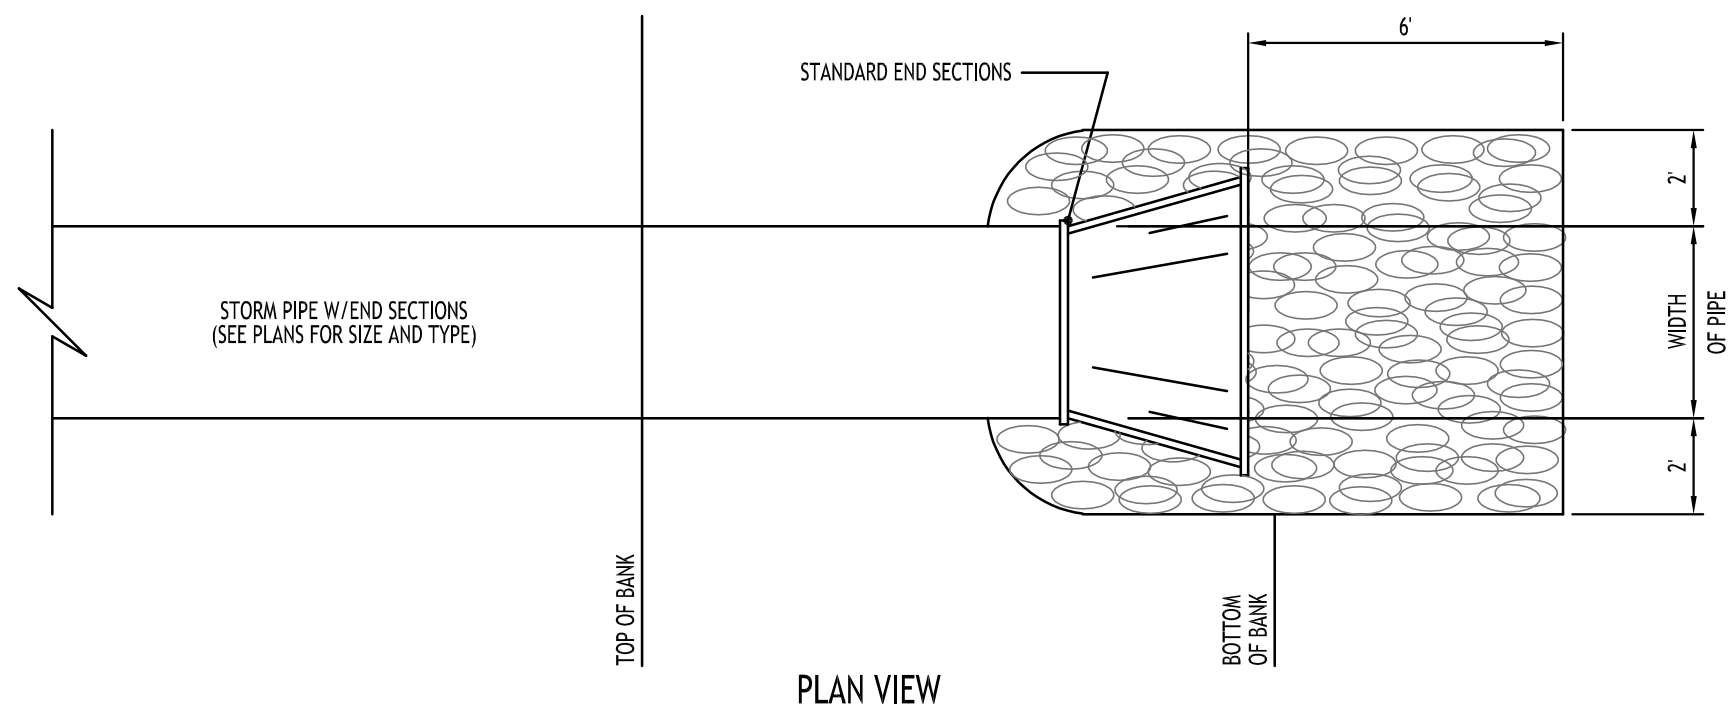 6'
STANDARD END SECTIONS
2'
STORM PIPE W/END SECTIONS
(SEE PLANS FOR SIZE AND TYPE)
WIDTH
OF PIPE
2'
TOP OF BANK
BOTTOM
OF BANK
PLAN VIEW